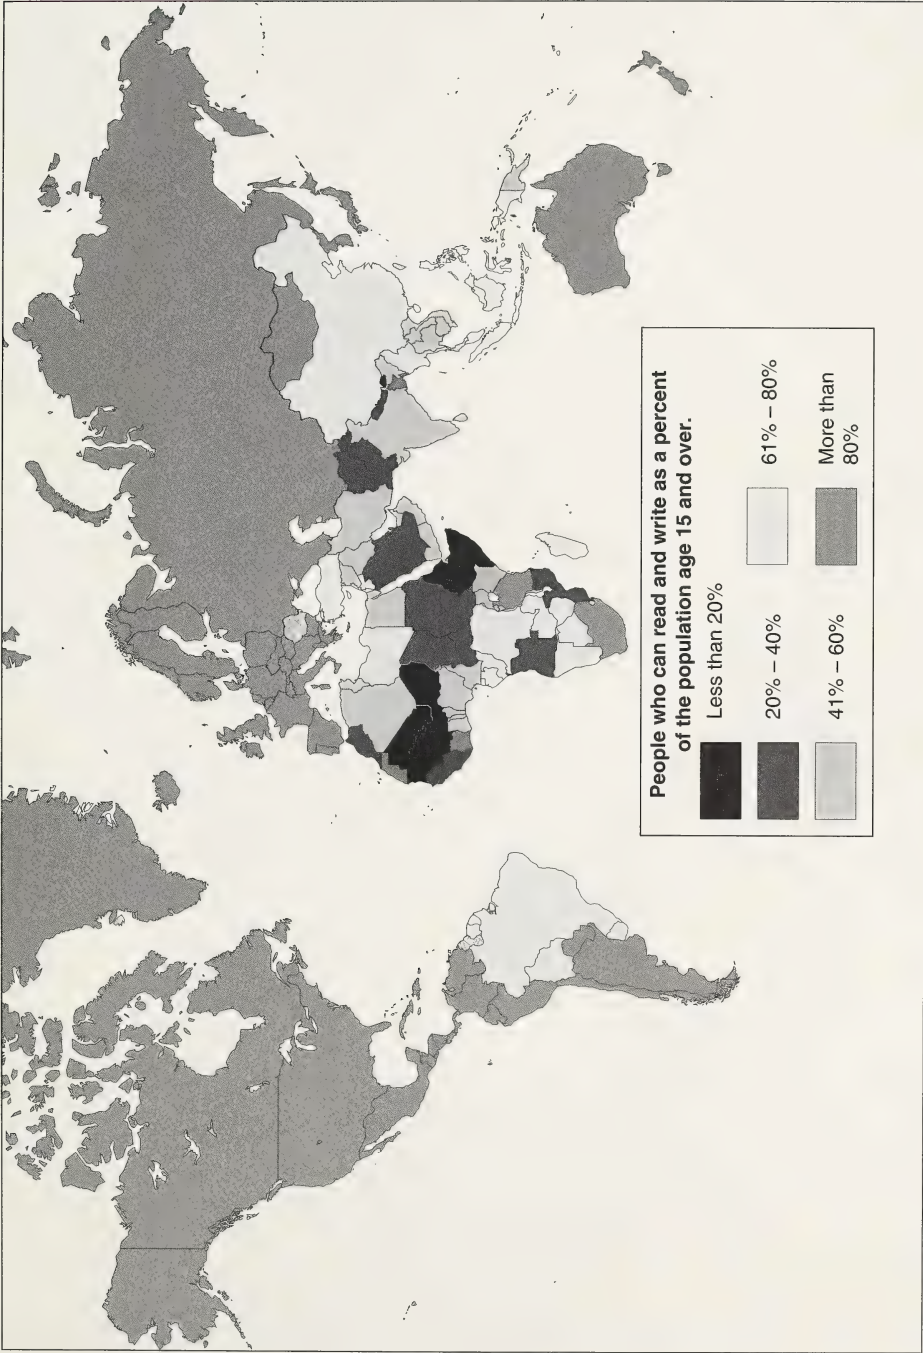 People who can read and write as a percent
of the population age 15 and over.
Less than 20%
20% – 40%
41% – 60%
61% – 80%
More than
80%